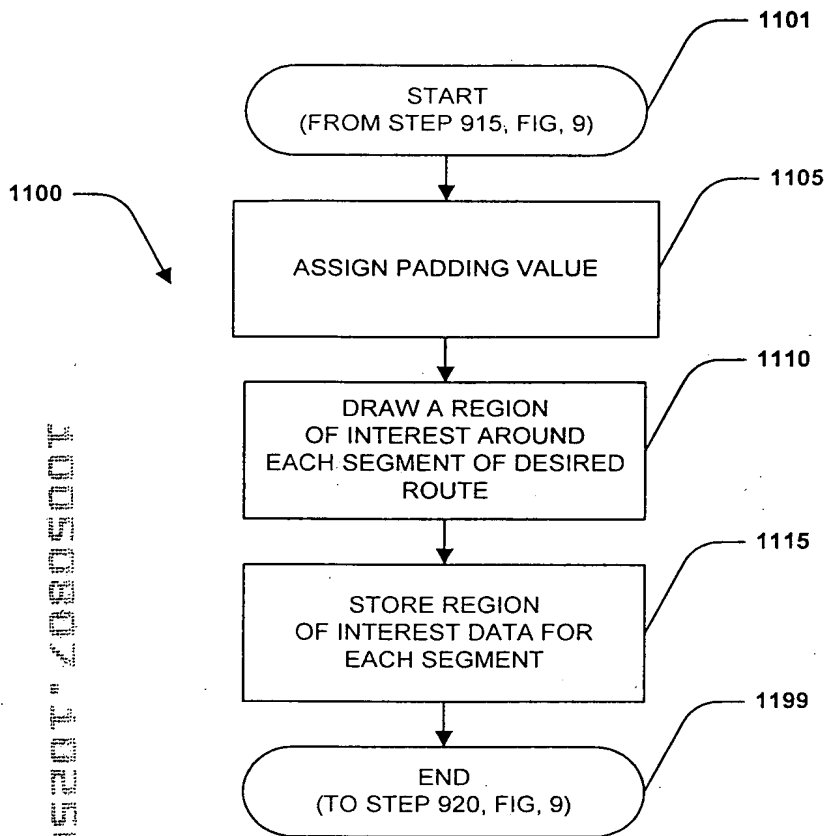 1101
START
(FROM STEP 915, FIG, 9)
1100
1105
ASSIGN PADDING VALUE
1110
DRAW A REGION
OF INTEREST AROUND
EACH SEGMENT OF DESIRED
ROUTE
1115
STORE REGION
OF INTEREST DATA FOR
EACH SEGMENT
1199
END
(TO STEP 920, FIG, 9)